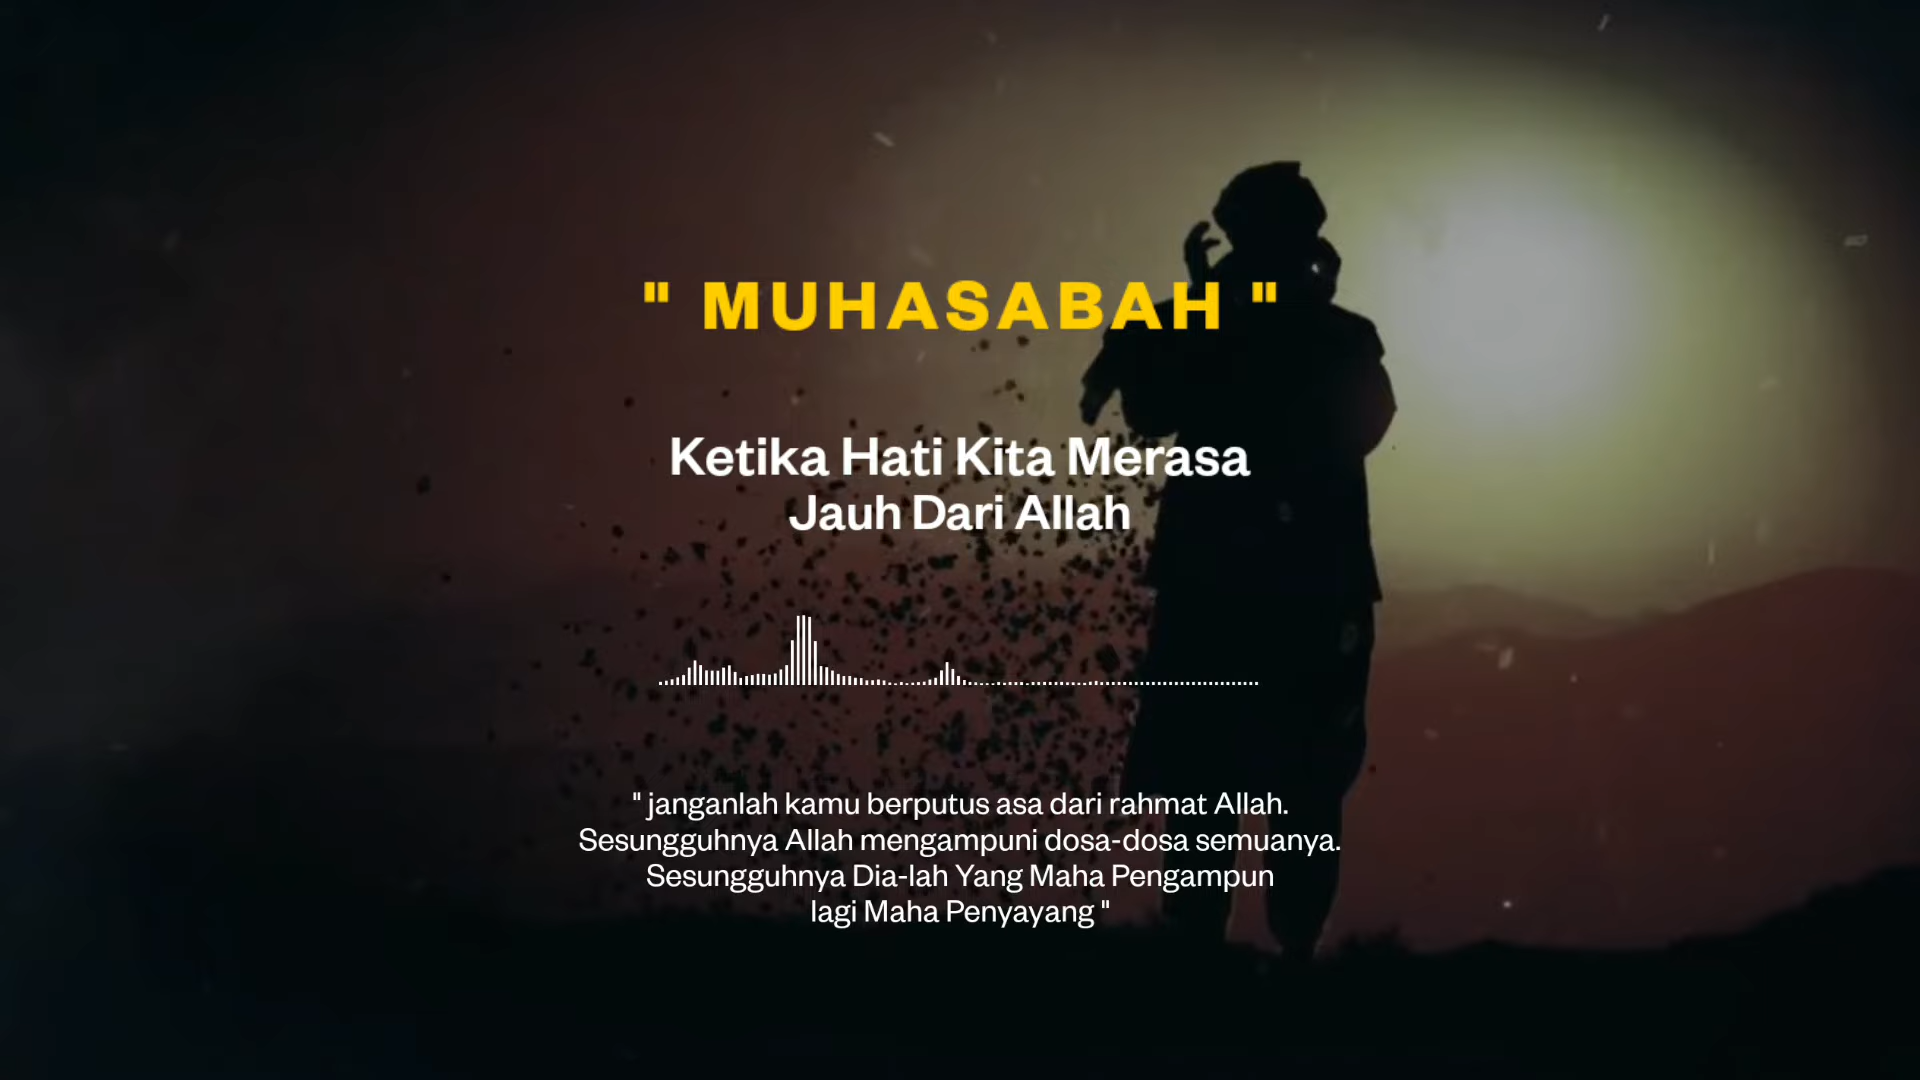 " MUHASABAH "
Ketika Hati Kita Merasa
Jauh Dari Allah
" janganlah kamu berputus asa dari rahmat Allah.
Sesungguhnya Allah mengampuni dosa-dosa semuanya.
Sesungguhnya Dia-lah Yang Maha Pengampun
lagi Maha Penyayang "